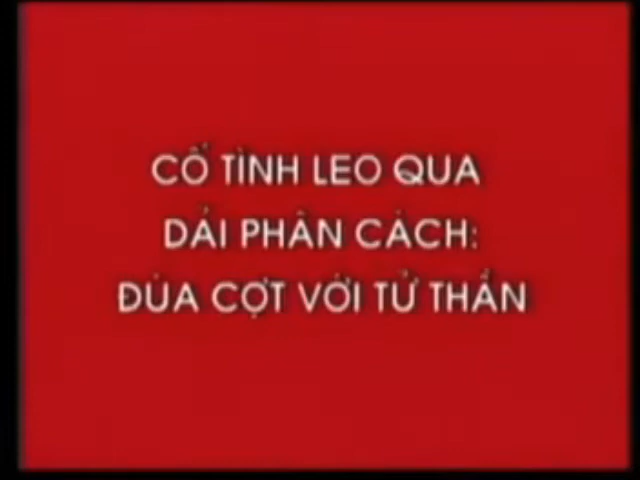 CỐ TÌNH LEO QUA
DẢI PHÂN CÁCH:
ĐÙA CỢT VỚI TỬ THẦN